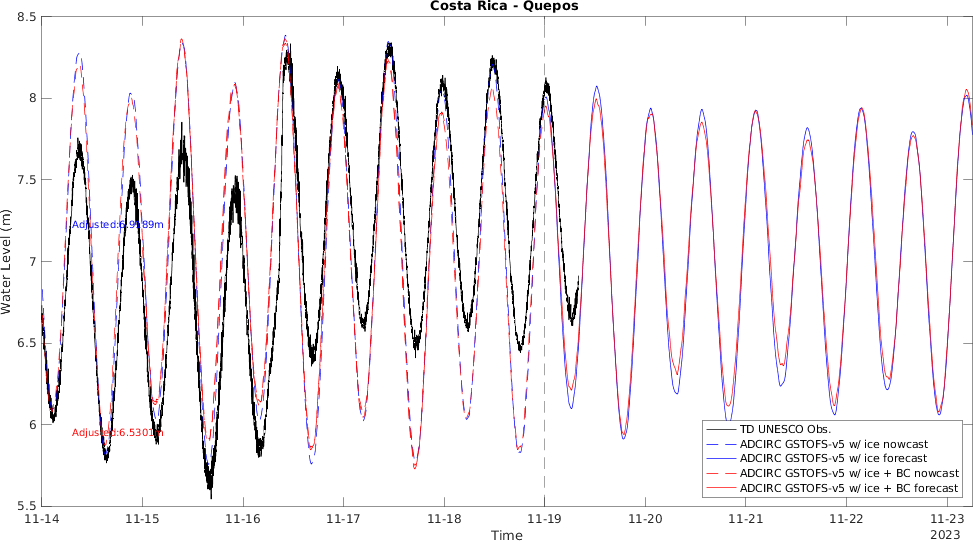 Costa Rica - Quepos
8.5
8
7.5
7
6.5
6
5.5
Water Level (m)
Adjusted:6.9189m
Adjusted:6.5301m
TD UNESCO Obs.
ADCIRC GSTOFS-v5 w/ ice nowcast
ADCIRC GSTOFS-v5 w/ ice forecast
ADCIRC GSTOFS-v5 w/ ice + BC nowcast
ADCIRC GSTOFS-v5 w/ ice + BC forecast
11-14 11-15 11-16 11-17 11-18 11-19 11-20 11-21 11-22 11-23
Time
2023